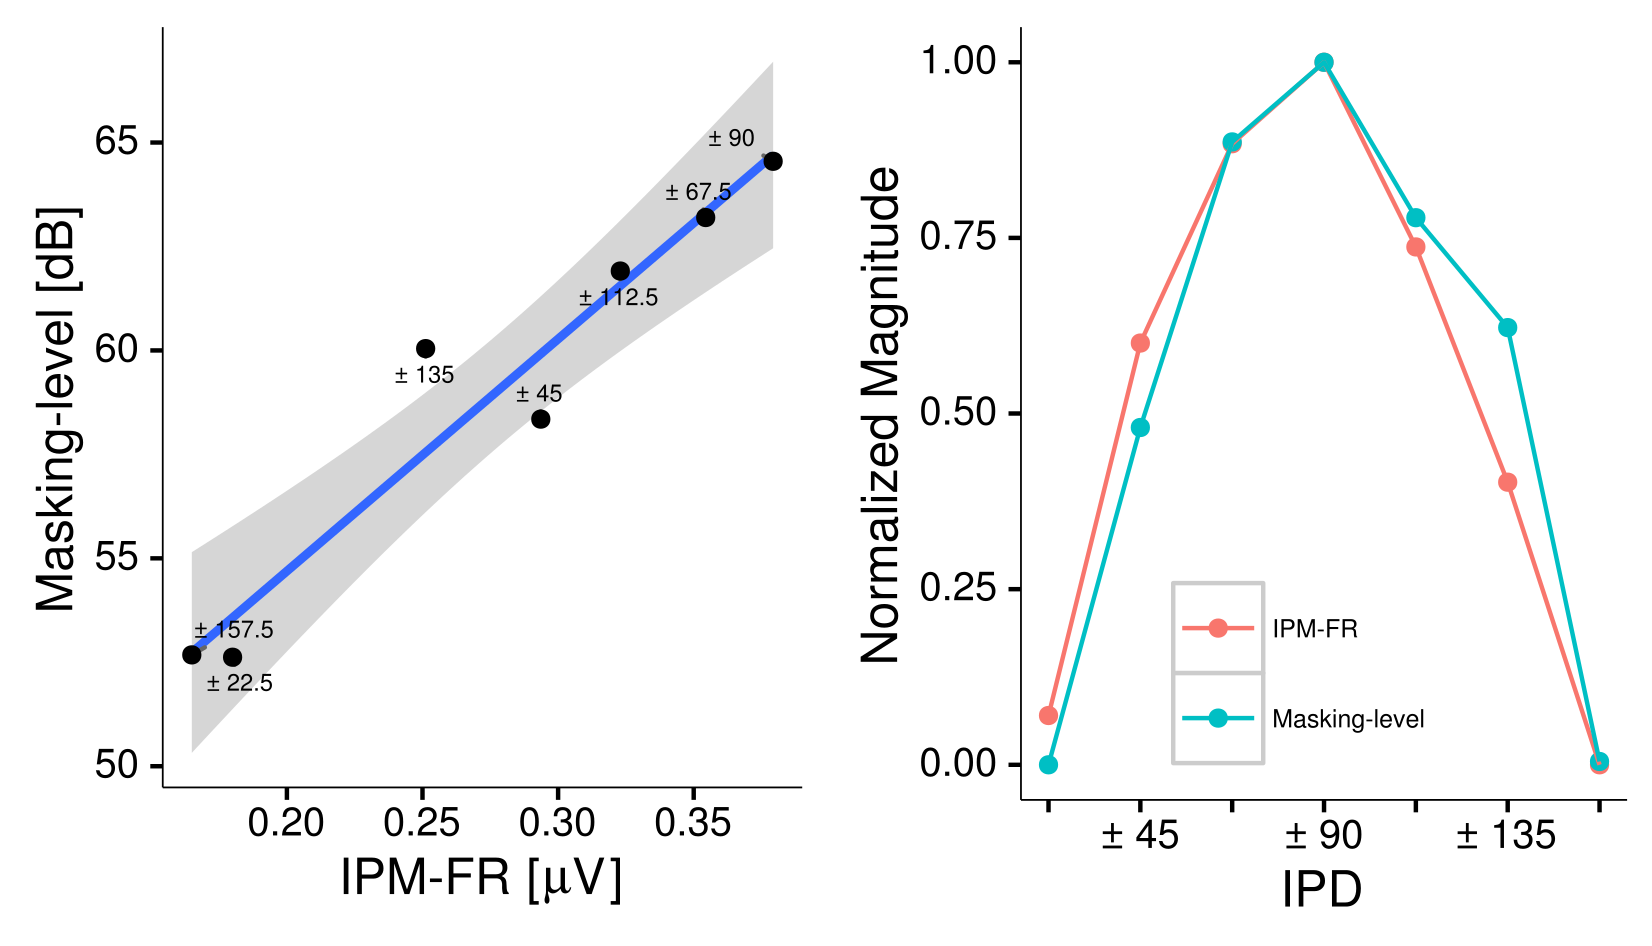 Masking-level [dB]
65
60
55
50
± 90
± 67.5
± 112.5
± 135
± 45
± 157.5
± 22.5
0.20 0.25 0.30 0.35
IPM-FR [μV]
Normalized Magnitude
1.00
0.75
0.50
0.25
0.00
IPM-FR
Masking-level
± 45 ± 90 ± 135
IPD